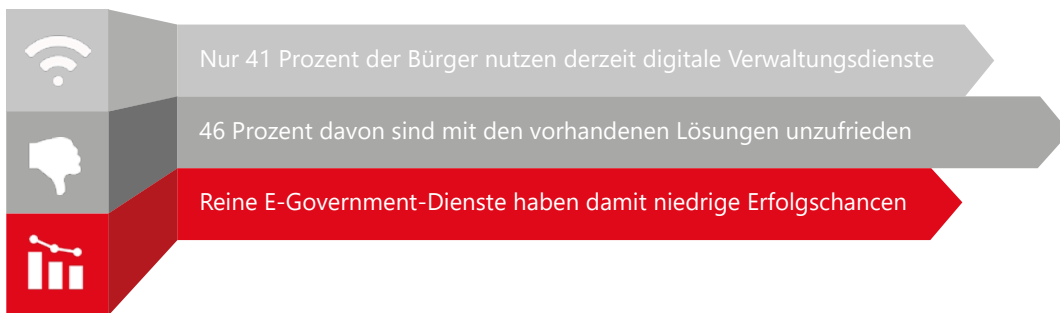 Nur 41 Prozent der Bürger nutzen derzeit digitale Verwaltungsdienste
46 Prozent davon sind mit den vorhandenen Lösungen unzufrieden
Reine E-Government-Dienste haben damit niedrige Erfolgschancen